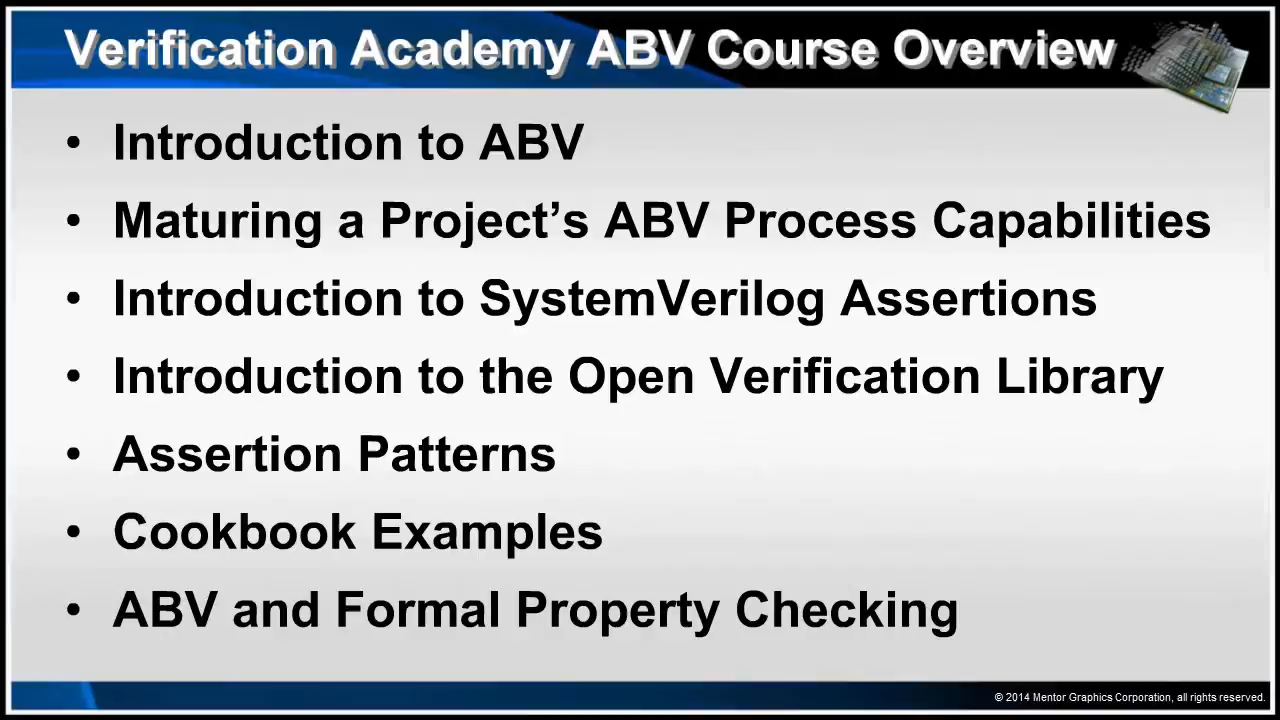 Verification Academy ABV Course Overview
• Introduction to ABV
• Maturing a Project’s ABV Process Capabilities
• Introduction to SystemVerilog Assertions
• Introduction to the Open Verification Library
• Assertion Patterns
• Cookbook Examples
• ABV and Formal Property Checking
© 2014 Mentor Graphics Corporation, all rights reserved.